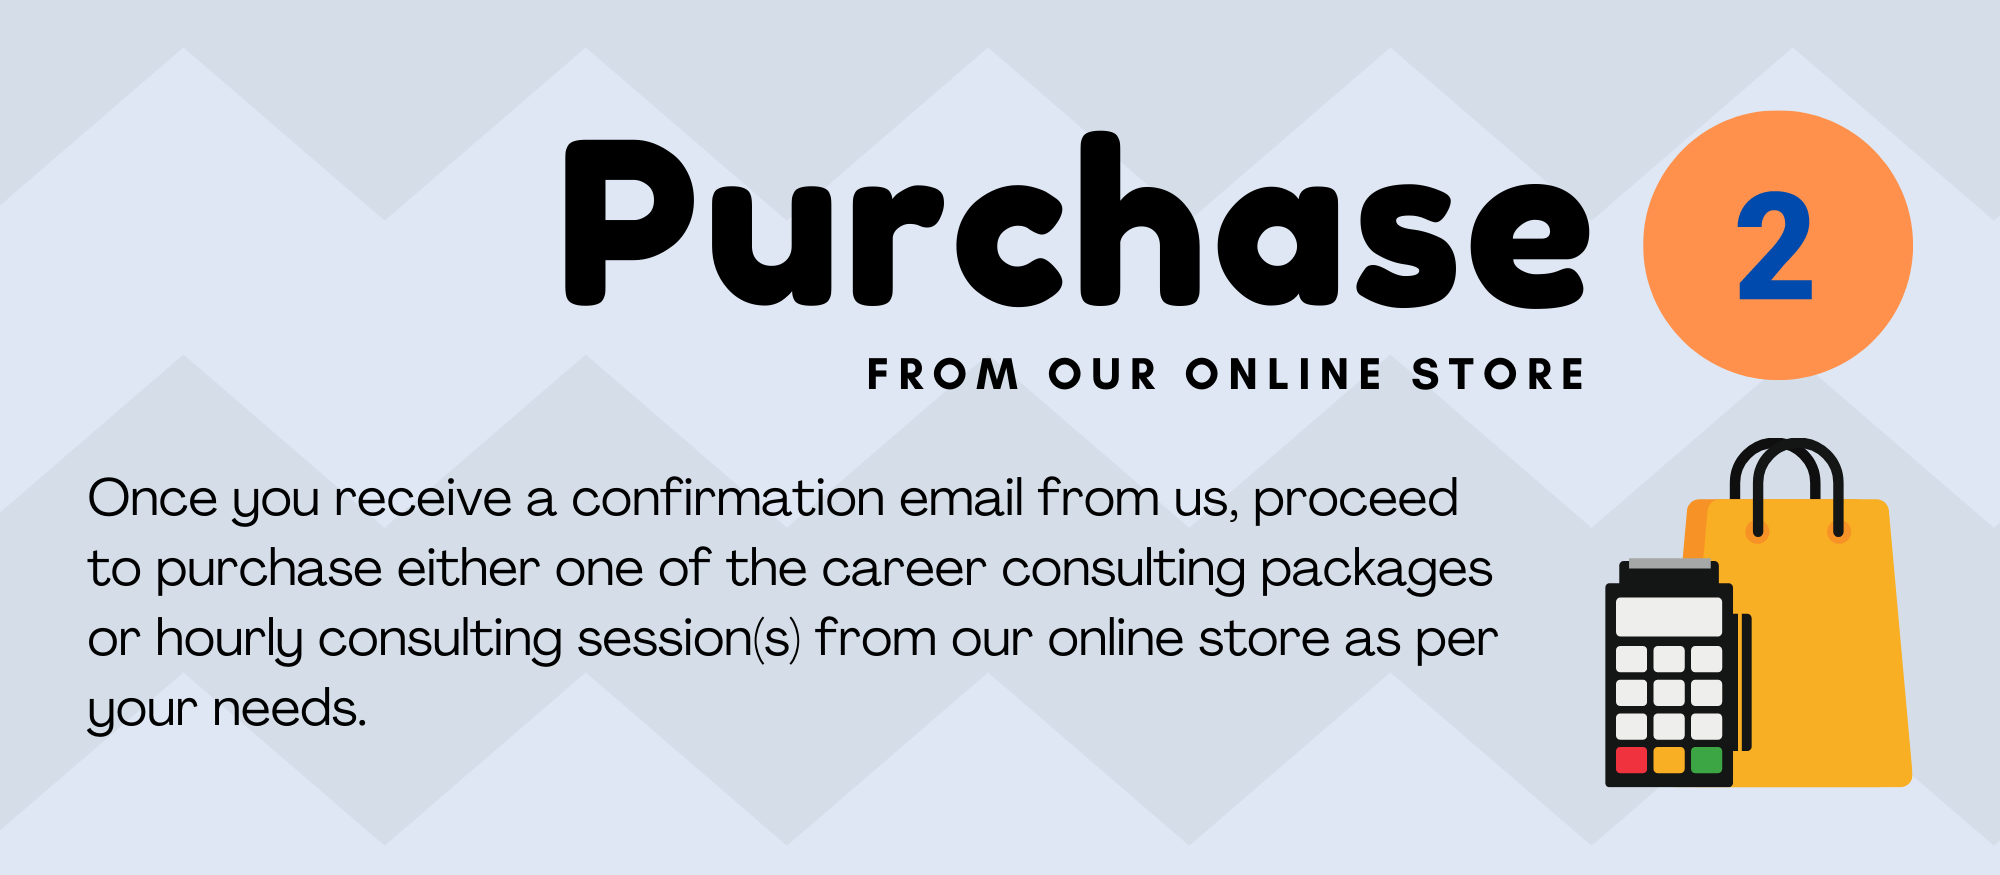 Purchase
2
FROM OUR ONLINE STORE
Once you receive a confirmation email from us, proceed
to purchase either one of the career consulting packages
or hourly consulting session(s) from our online store as per
your needs.